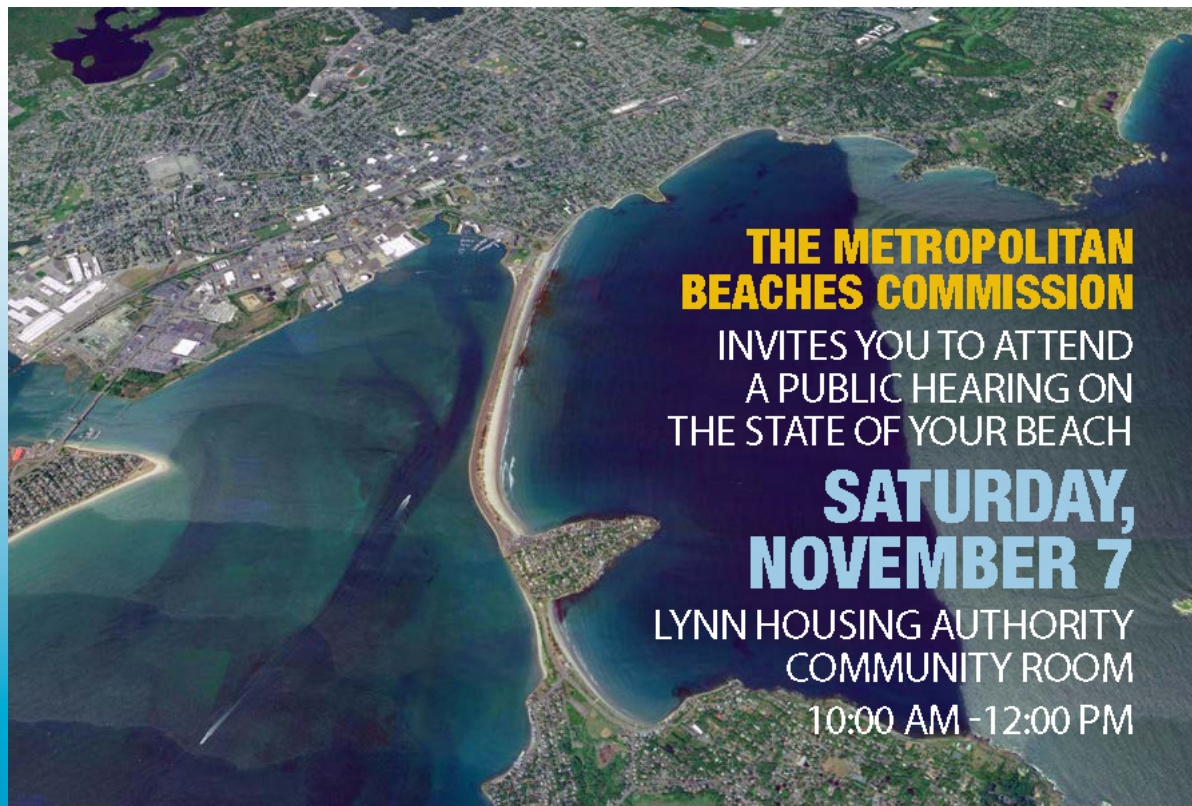 THE METROPOLITAN
BEACHES COMMISSION
INVITES YOU TO ATTEND
A PUBLIC HEARING ON
THE STATE OF YOUR BEACH
SATURDAY,
NOVEMBER 7
LYNN HOUSING AUTHORITY
COMMUNITY ROOM
10:00 AM -12:00 PM